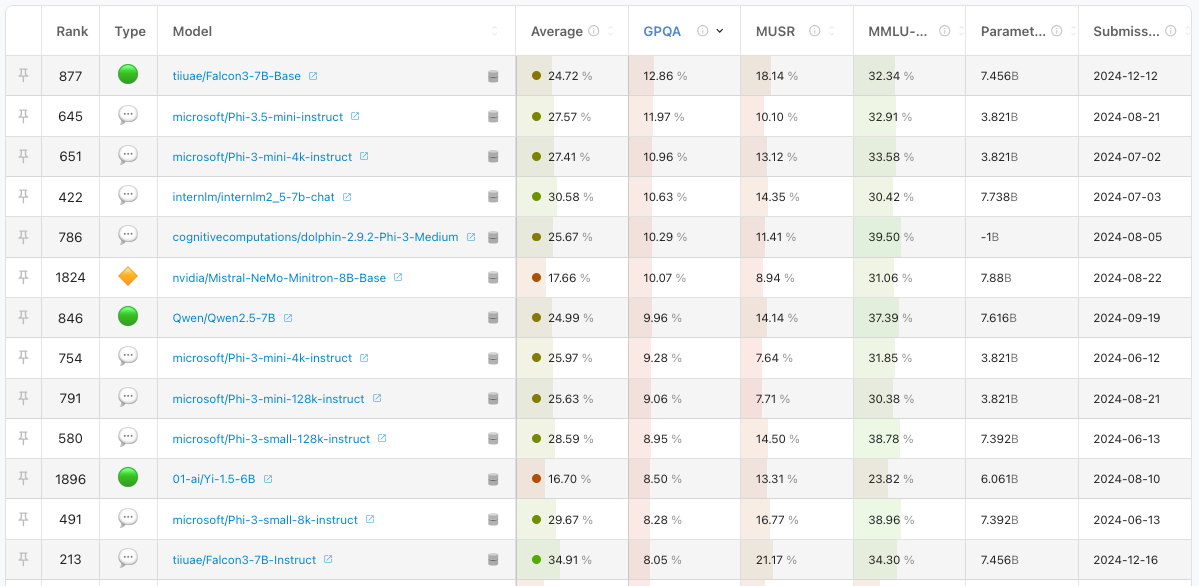 Rank Type Model Average GPQA MUSR MMLU-... Paramet... Submiss...
877 tiiuae/Falcon3-7B-Base 24.72 % 12.86 % 18.14 % 32.34 % 7.456B 2024-12-12
645 microsoft/Phi-3.5-mini-instruct 27.57 % 11.97 % 10.10 % 32.91 % 3.821B 2024-08-21
651 microsoft/Phi-3-mini-4k-instruct 27.41 % 10.96 % 13.12 % 33.58 % 3.821B 2024-07-02
422 internlm/internlm2_5-7b-chat 30.58 % 10.63 % 14.35 % 30.42 % 7.738B 2024-07-03
786 cognitivecomputations/dolphin-2.9.2-Phi-3-Medium 25.67 % 10.29 % 11.41 % 39.50 % -1B 2024-08-05
1824 nvidia/Mistral-NeMo-Minitron-8B-Base 17.66 % 10.07 % 8.94 % 31.06 % 7.88B 2024-08-22
846 Qwen/Qwen2.5-7B 24.99 % 9.96 % 14.14 % 37.39 % 7.616B 2024-09-19
754 microsoft/Phi-3-mini-4k-instruct 25.97 % 9.28 % 7.64 % 31.85 % 3.821B 2024-06-12
791 microsoft/Phi-3-mini-128k-instruct 25.63 % 9.06 % 7.71 % 30.38 % 3.821B 2024-08-21
580 microsoft/Phi-3-small-128k-instruct 28.59 % 8.95 % 14.50 % 38.78 % 7.392B 2024-06-13
1896 01-ai/Yi-1.5-6B 16.70 % 8.50 % 13.31 % 23.82 % 6.061B 2024-08-10
491 microsoft/Phi-3-small-8k-instruct 29.67 % 8.28 % 16.77 % 38.96 % 7.392B 2024-06-13
213 tiiuae/Falcon3-7B-Instruct 34.91 % 8.05 % 21.17 % 34.30 % 7.456B 2024-12-16